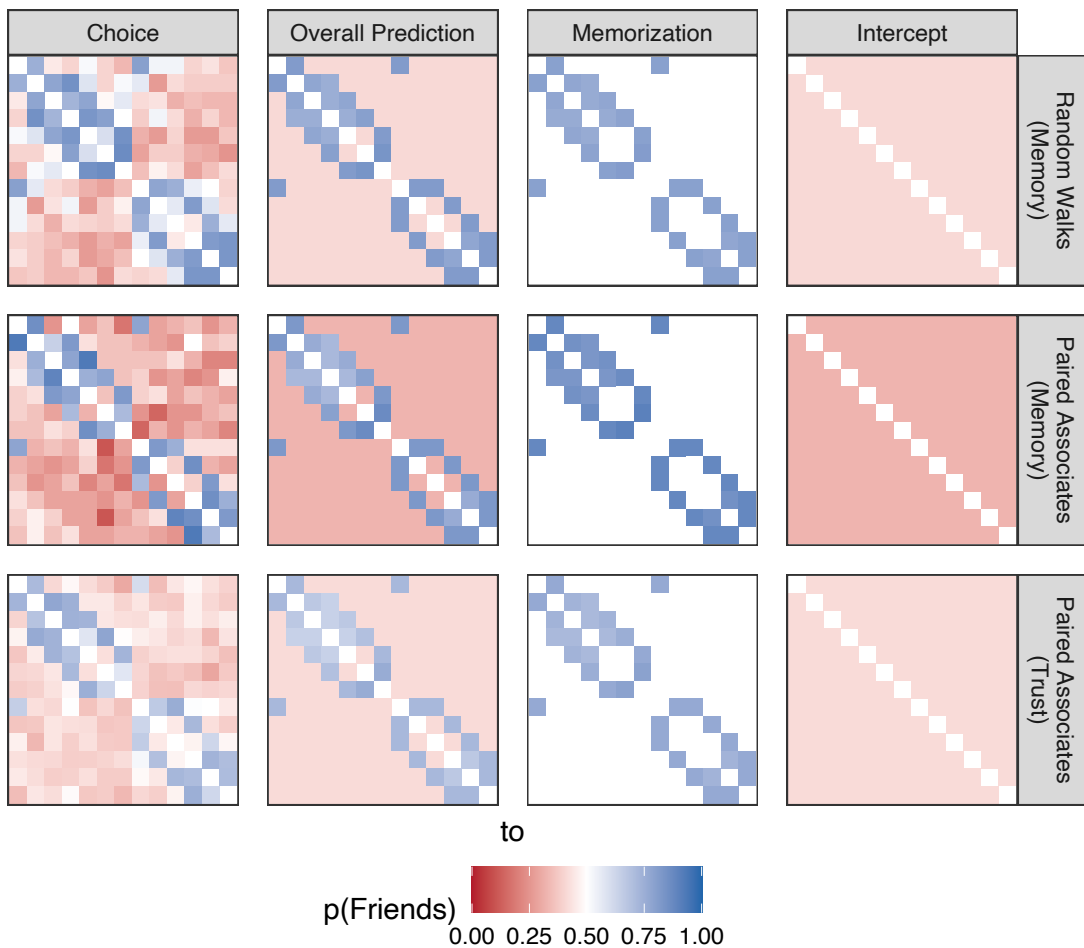 Choice
Overall Prediction
Memorization
Intercept
Random Walks
(Memory)
Paired Associates
(Memory)
Paired Associates
(Trust)
to
p(Friends)
0.00 0.25 0.50 0.75 1.00